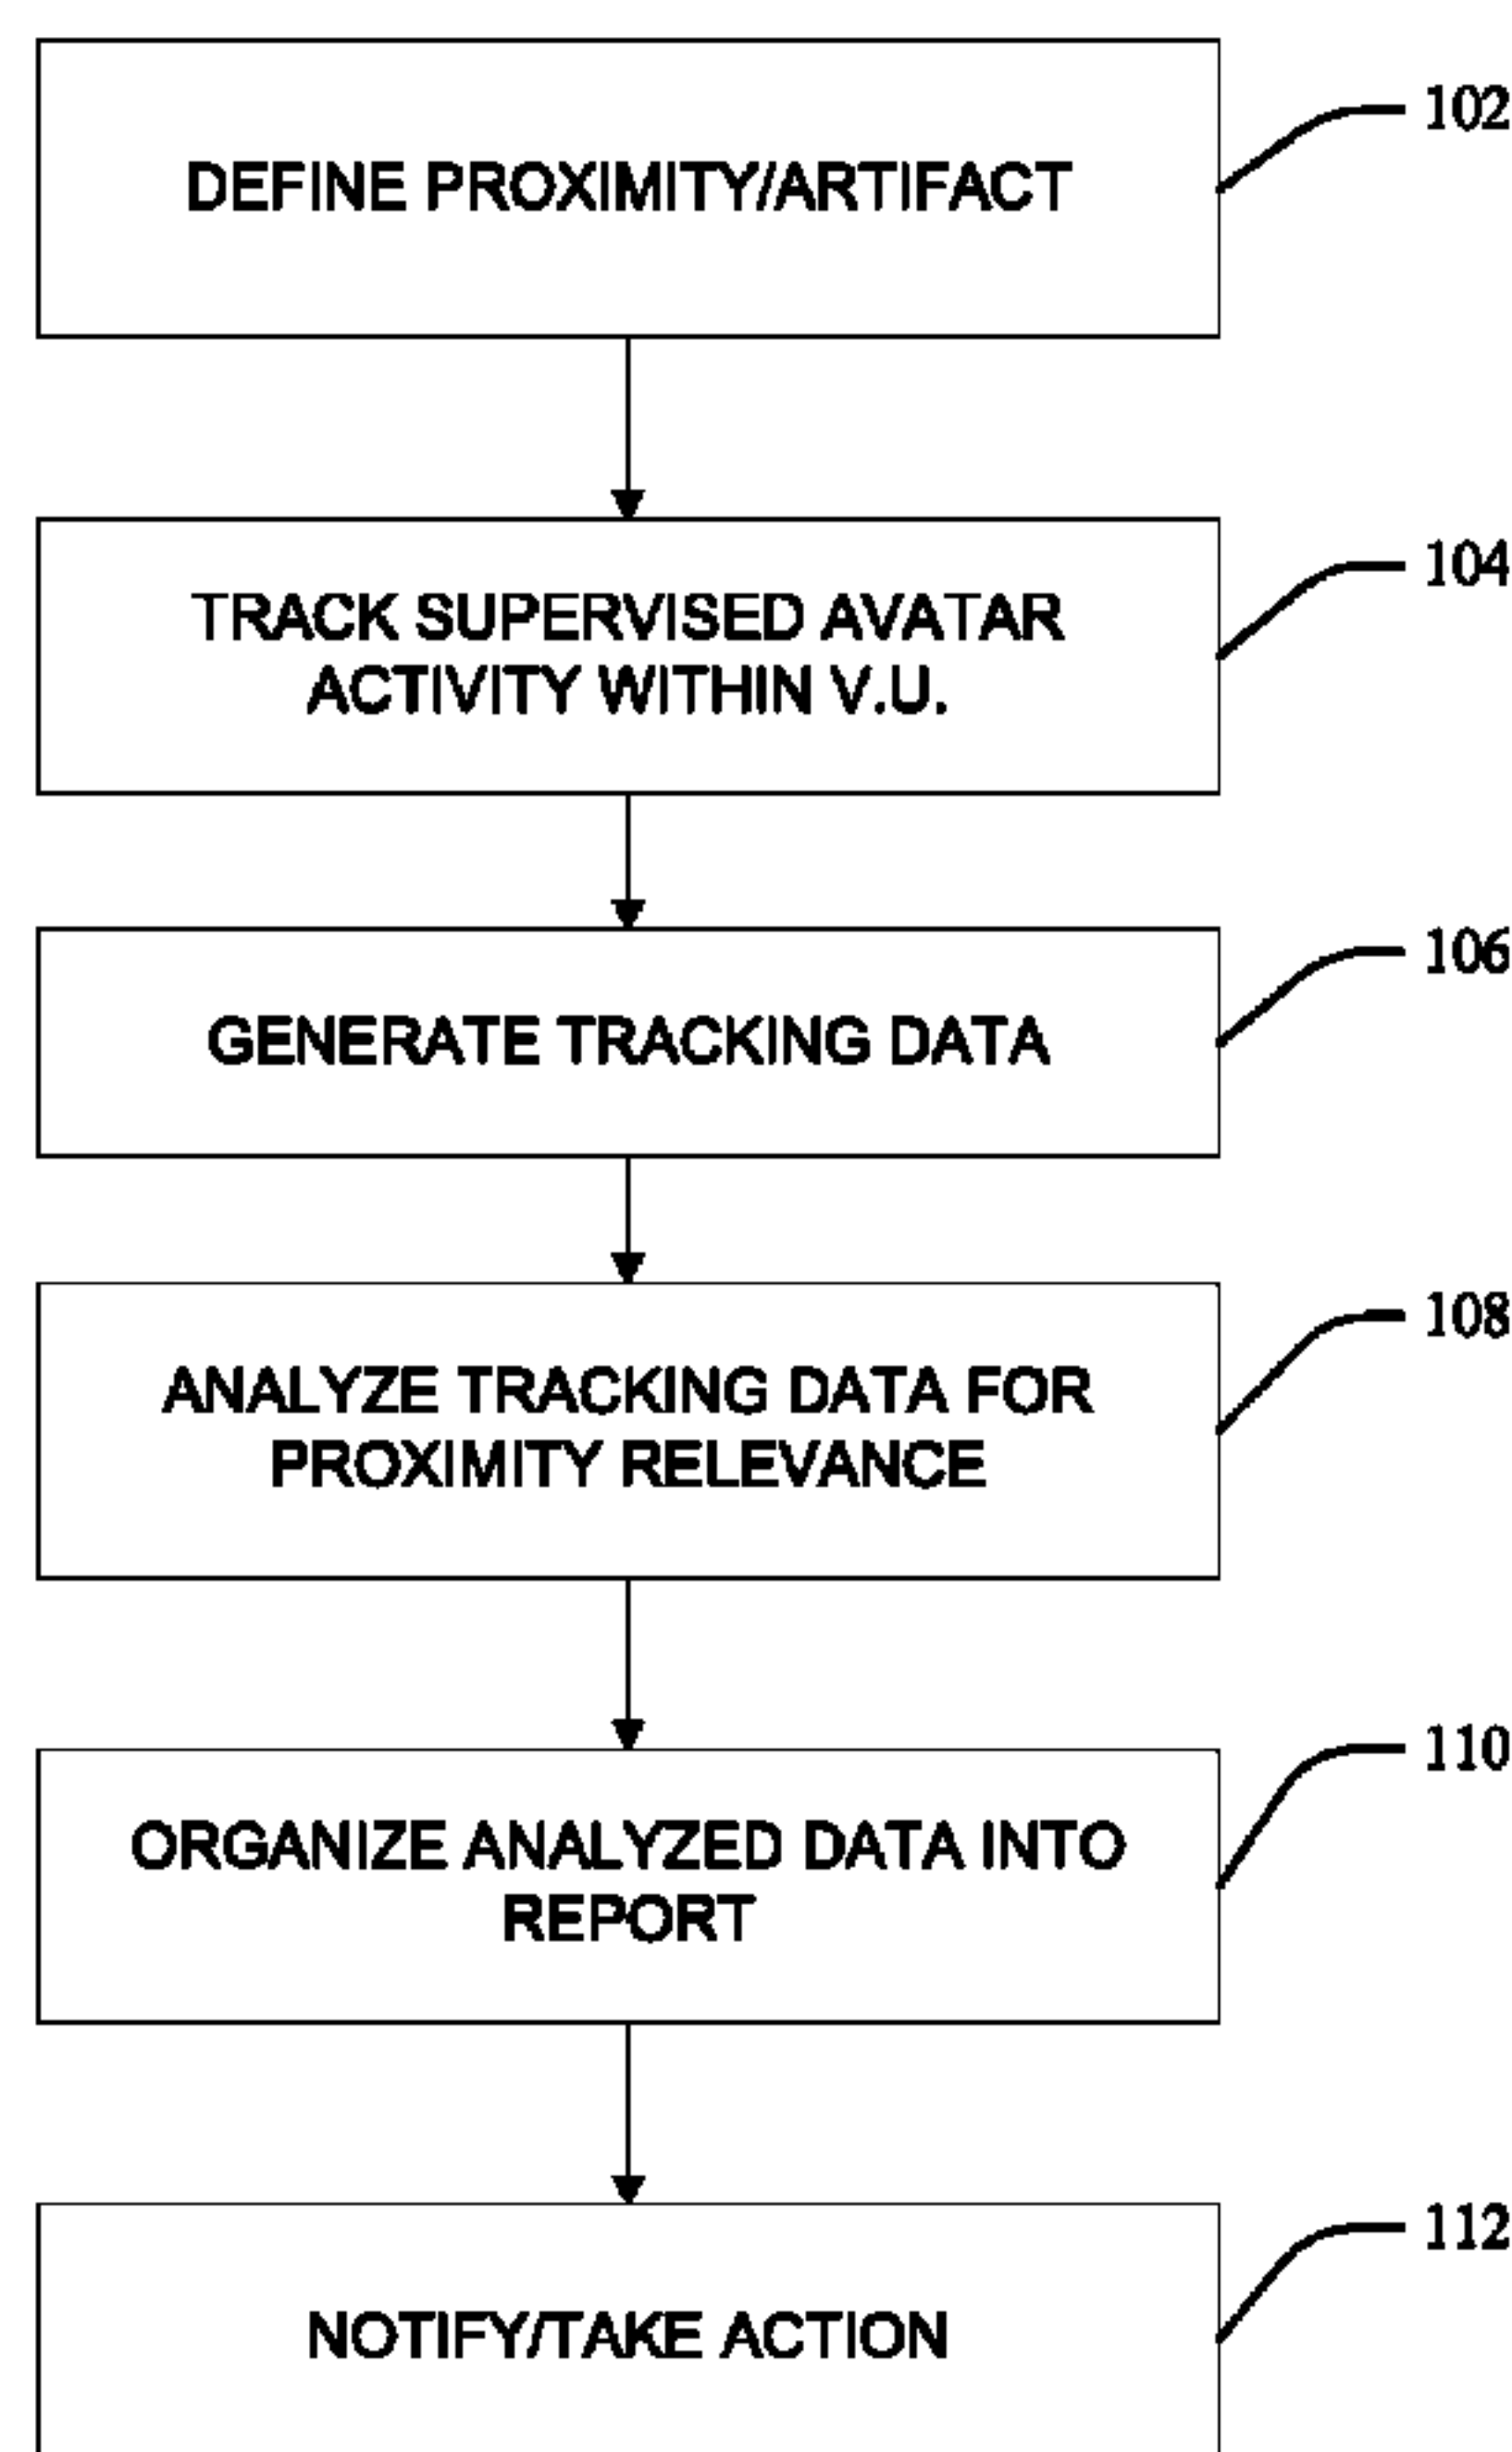 DEFINE PROXIMITY/ARTIFACT
102
TRACK SUPERVISED AVATAR
ACTIVITY WITHIN V.U.
104
GENERATE TRACKING DATA
106
ANALYZE TRACKING DATA FOR
PROXIMITY RELEVANCE
108
ORGANIZE ANALYZED DATA INTO
REPORT
110
NOTIFY/TAKE ACTION
112